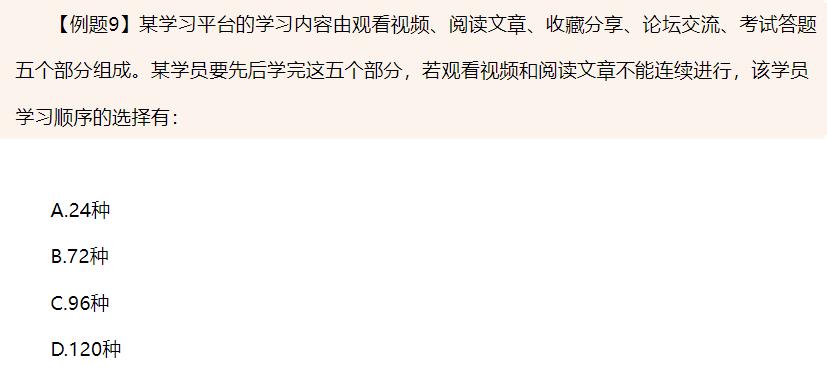 【例题9】某学习平台的学习内容由观看视频、阅读文章、收藏分享、论坛交流、考试答题
五个部分组成。某学员要先后学完这五个部分，若观看视频和阅读文章不能连续进行，该学员
学习顺序的选择有：
A.24种
B.72种
C.96种
D.120种